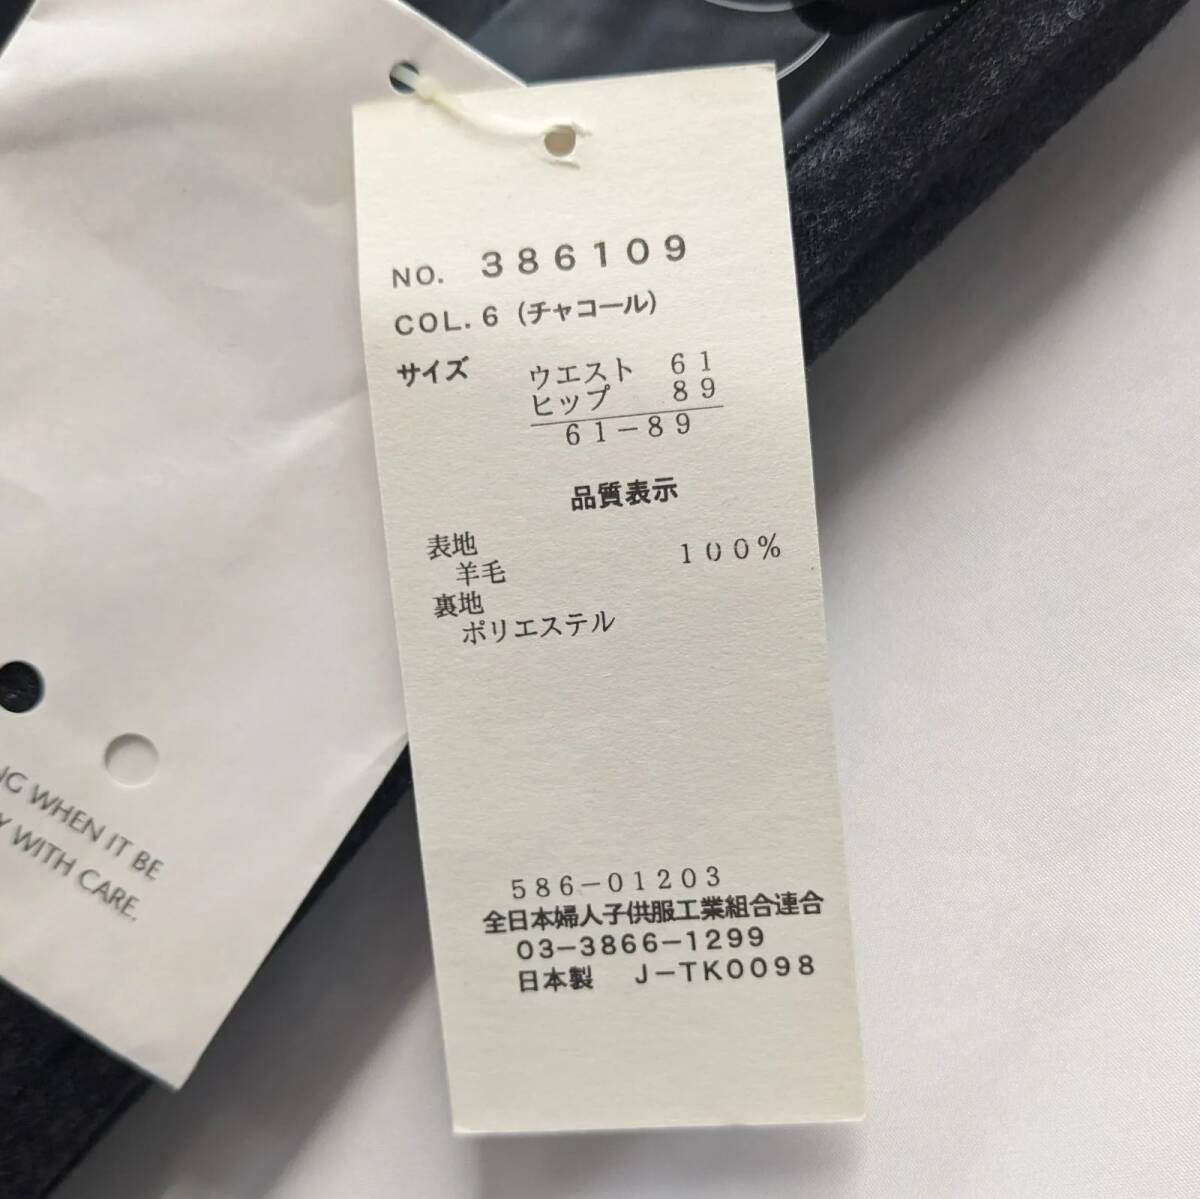 NO. 386109
COL. 6 (チャコール)
サイズ ウエスト 61
ヒップ 89
61-89
品質表示
表地
羊毛 100%
裏地
ポリエステル
586-01203
全日本婦人子供服工業組合連合
03-3866-1299
日本製 J-TK0098
WHEN IT BE
WITH CARE.